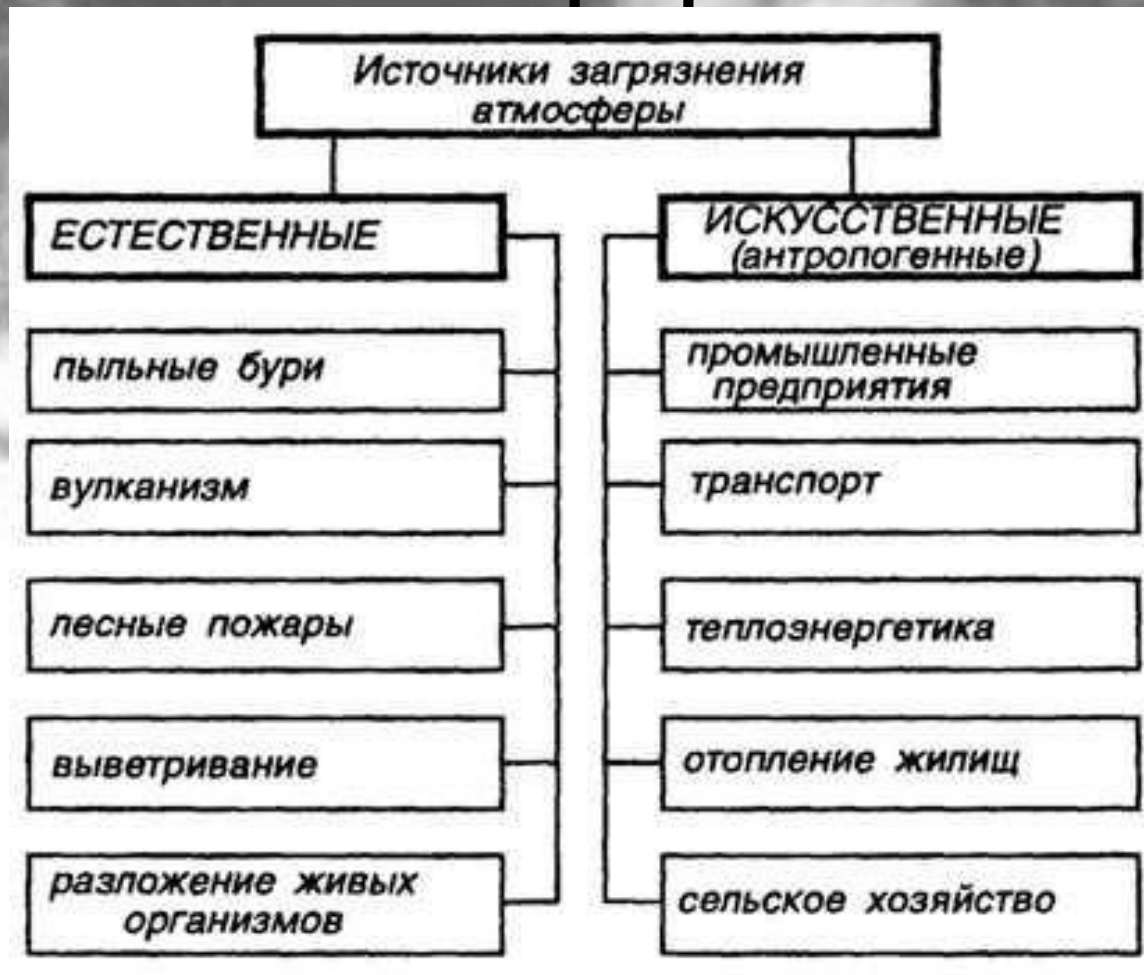 Источники загрязнения
атмосферы
ЕСТЕСТВЕННЫЕ
пыльные бури
вулканизм
лесные пожары
выветривание
разложение живых
организмов
ИСКУССТВЕННЫЕ
(антропогенные)
промышленные
предприятия
транспорт
теплоэнергетика
отопление жилищ
сельское хозяйство